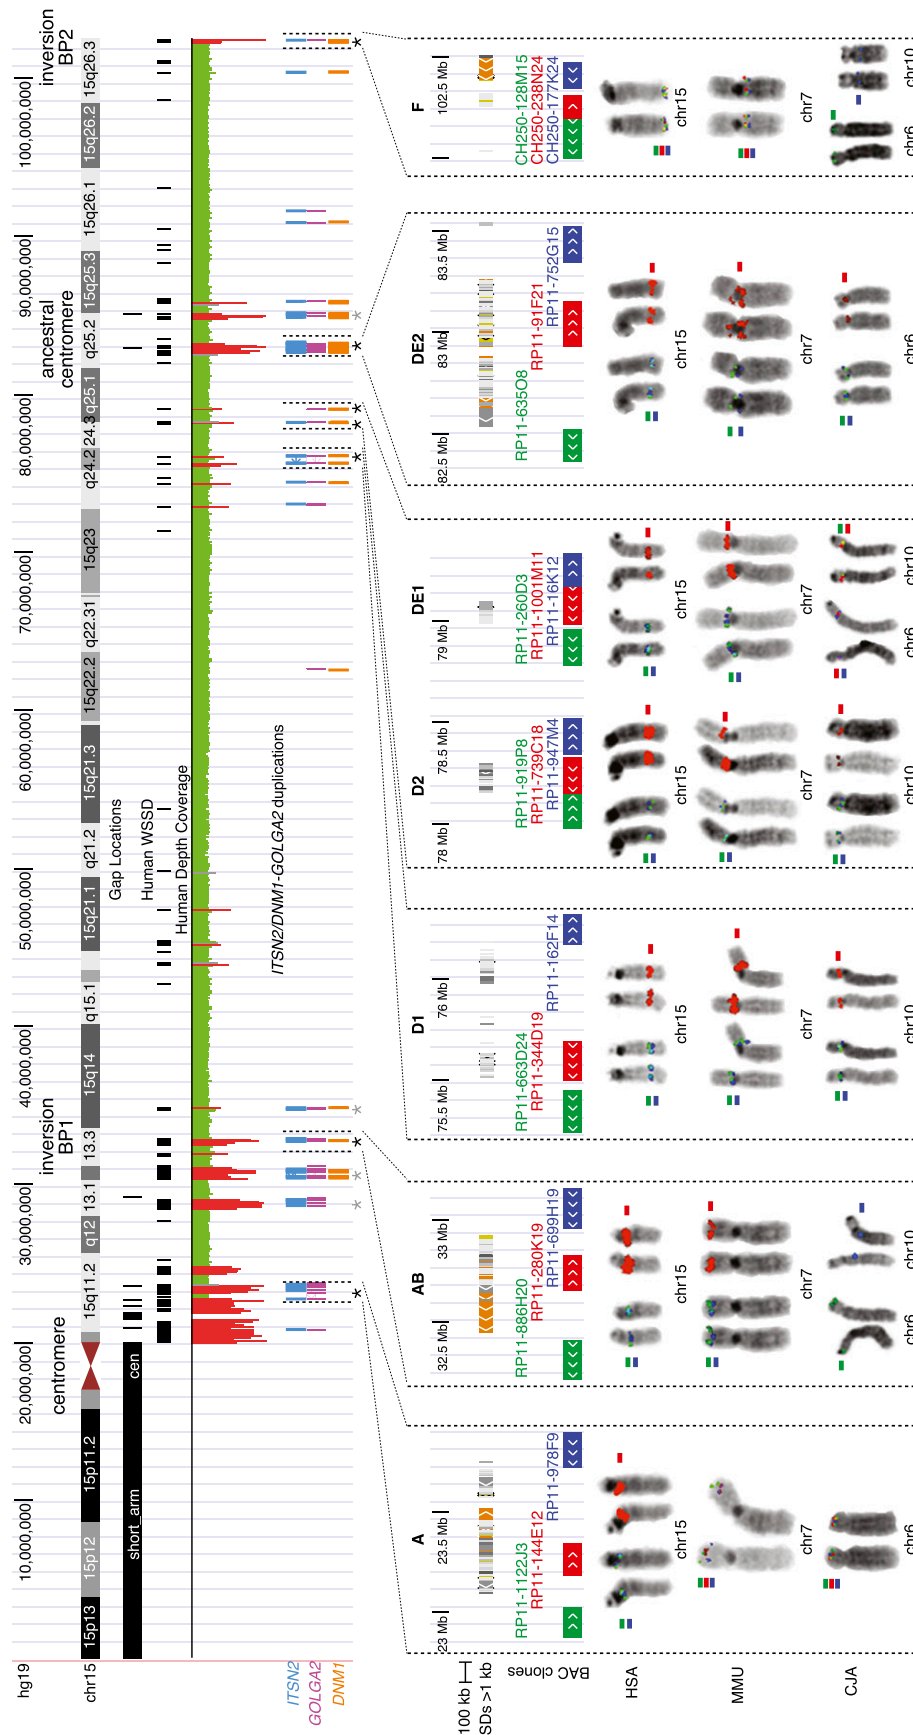 hg19
10,000,000
20,000,000
30,000,000
40,000,000
50,000,000
60,000,000
70,000,000
80,000,000
90,000,000
100,000,000
centromere
inversion BP1
ancestral centromere
inversion BP2
chr15
15p13
15p12
15p11.2
15q11.2
q12
13.1
13.3
15q14
q15.1
15q21.1
q21.2
15q21.3
15q22.2
q22.31
15q23
q24.2
24.3
q25.1
q25.2
15q25.3
15q26.1
15q26.2
15q26.3
short_arm
cen
Gap Locations
Human WSSD
Human Depth Coverage
ITSN2/DNM1-GOLGA2 duplications
ITSN2
GOLGA2
DNM1
* * * * * * * * * *
A
AB
D1
D2
DE1
DE2
F
100 kb
SDs >1 kb
BAC clones
23 Mb
23.5 Mb
RP11-1122J3
RP11-144E12
RP11-978F9
32.5 Mb
33 Mb
RP11-886H20
RP11-280K19
RP11-699H19
75.5 Mb
76 Mb
RP11-663D24
RP11-344D19
RP11-162F14
78 Mb
78.5 Mb
RP11-919P8
RP11-739C18
RP11-947M4
79 Mb
RP11-260D3
RP11-1001M11
RP11-16K12
82.5 Mb
83 Mb
83.5 Mb
RP11-635O8
RP11-91F21
RP11-752G15
102.5 Mb
CH250-128M15
CH250-238N24
CH250-177K24
HSA
chr15
chr15
chr15
chr15
chr15
chr15
MMU
chr7
chr7
chr7
chr7
chr7
chr7
CJA
chr6
chr6
chr10
chr10
chr10
chr6
chr10
chr6
chr6
chr10